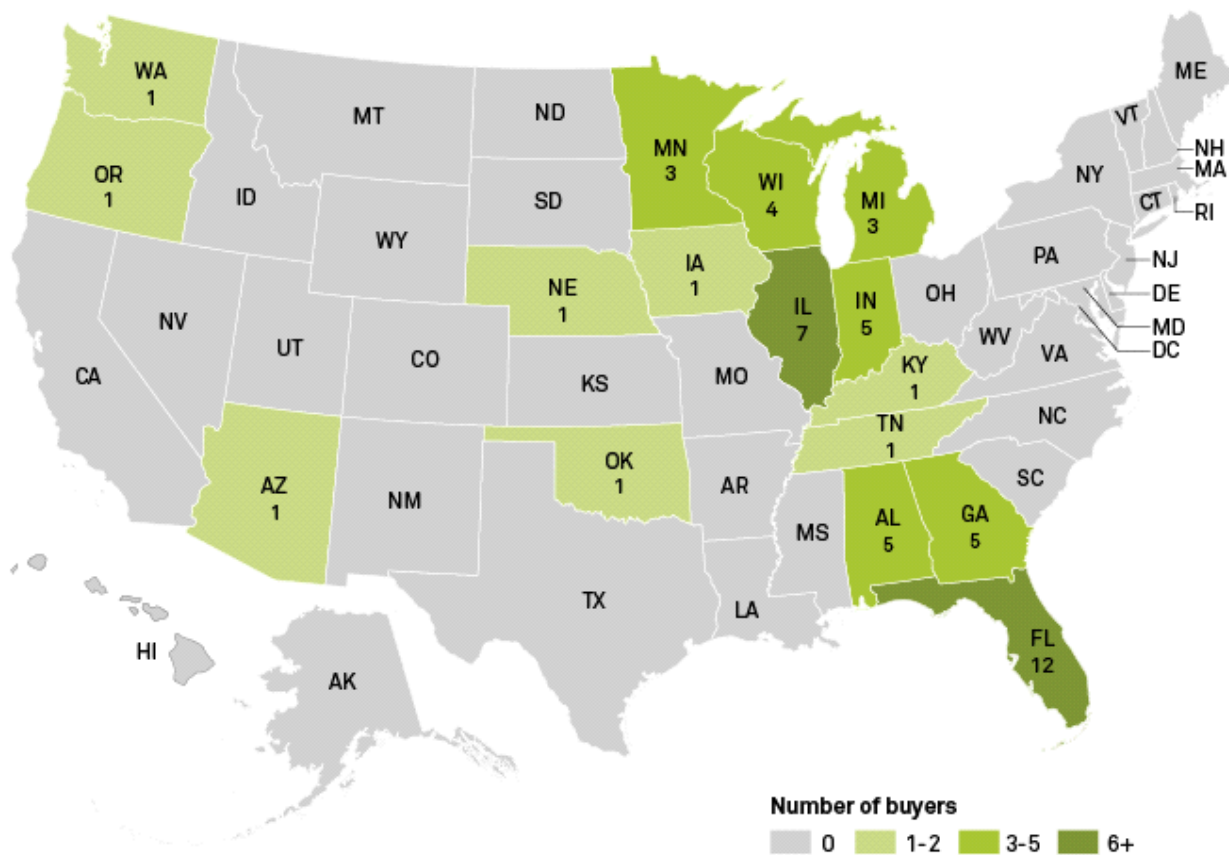 WA
1
OR
1
MT
ID
WY
ND
SD
MN
3
WI
4
MI
3
NE
1
IA
1
IL
7
IN
5
OH
NY
PA
VT
ME
NH
MA
CT
RI
NJ
DE
MD
DC
WV
VA
KY
1
TN
1
NC
SC
CA
NV
UT
CO
KS
MO
AZ
1
NM
OK
1
AR
MS
AL
5
GA
5
TX
LA
FL
12
HI
AK
Number of buyers
0 1-2 3-5 6+